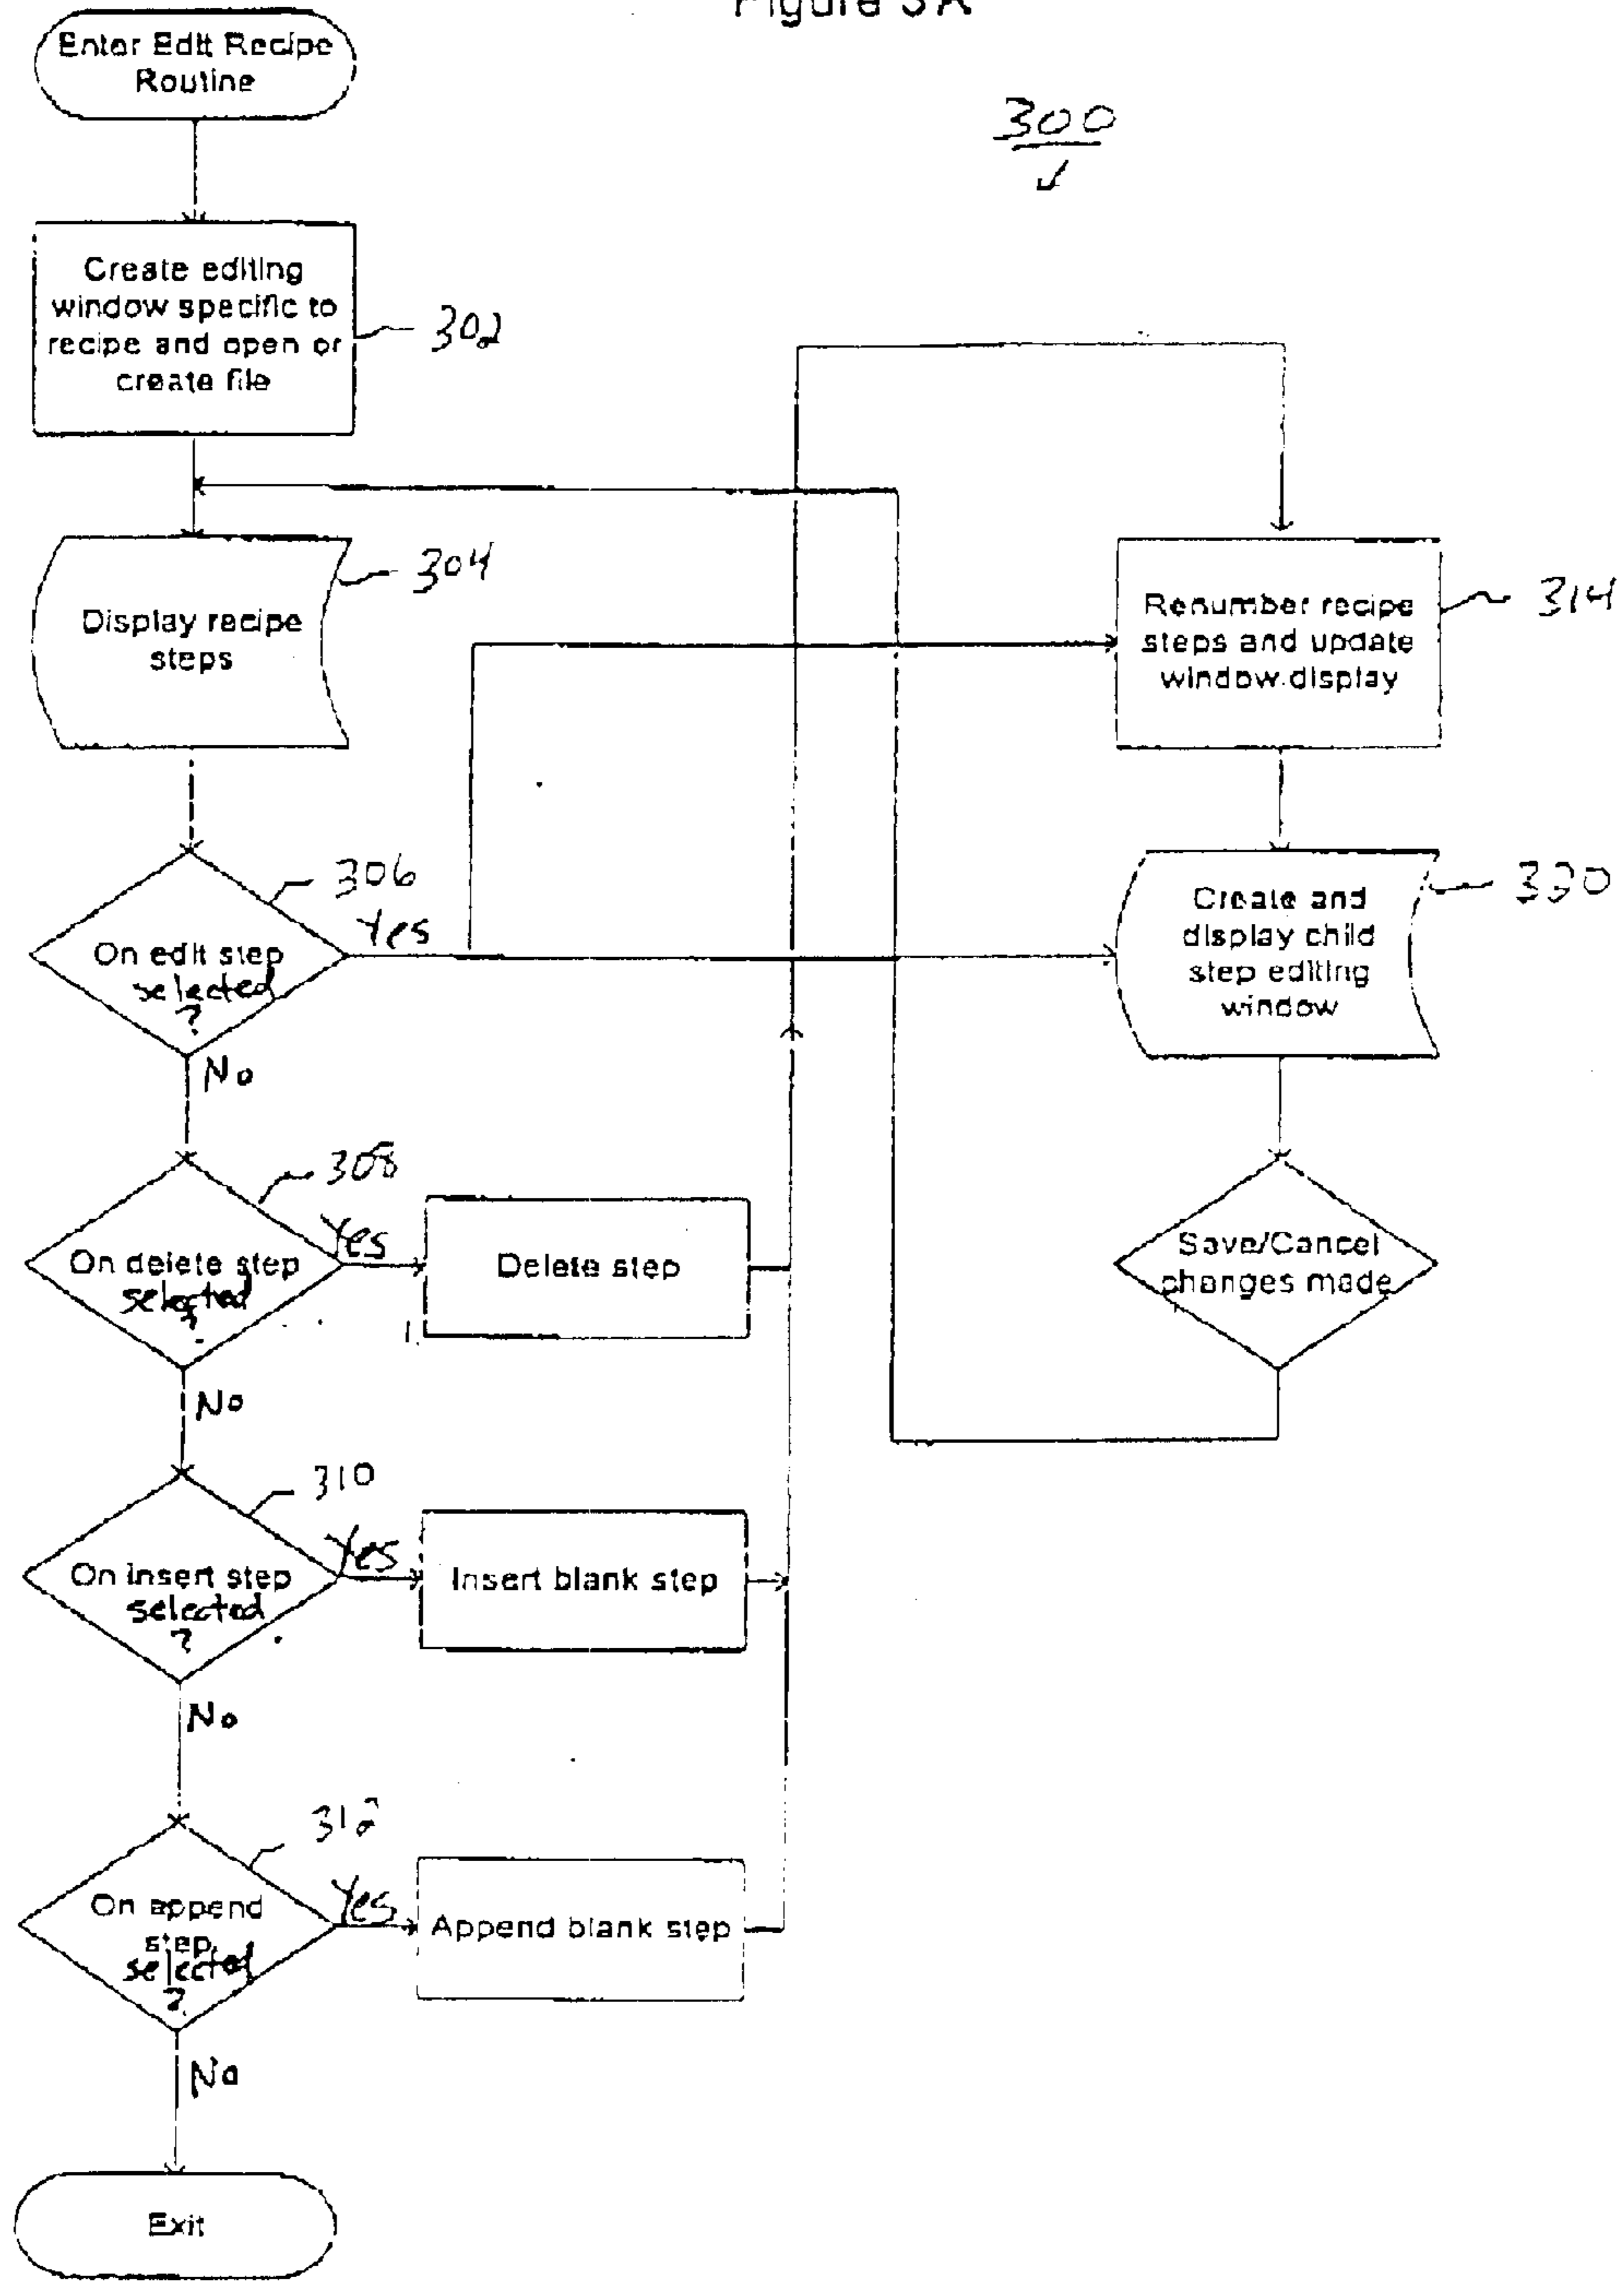 Figure 3A
Enter Edit Recipe
Routine
300
Create editing
window specific to
recipe and open or
create file
302
Display recipe
steps
304
Renumber recipe
steps and update
window display
314
On edit step
selected
?
306
Yes
No
Create and
display child
step editing
window
320
On delete step
selected
?
308
Yes
No
Delete step
Save/Cancel
changes made
On insert step
selected
?
310
Yes
No
Insert blank step
On append
step
selected
?
312
Yes
No
Append blank step
Exit